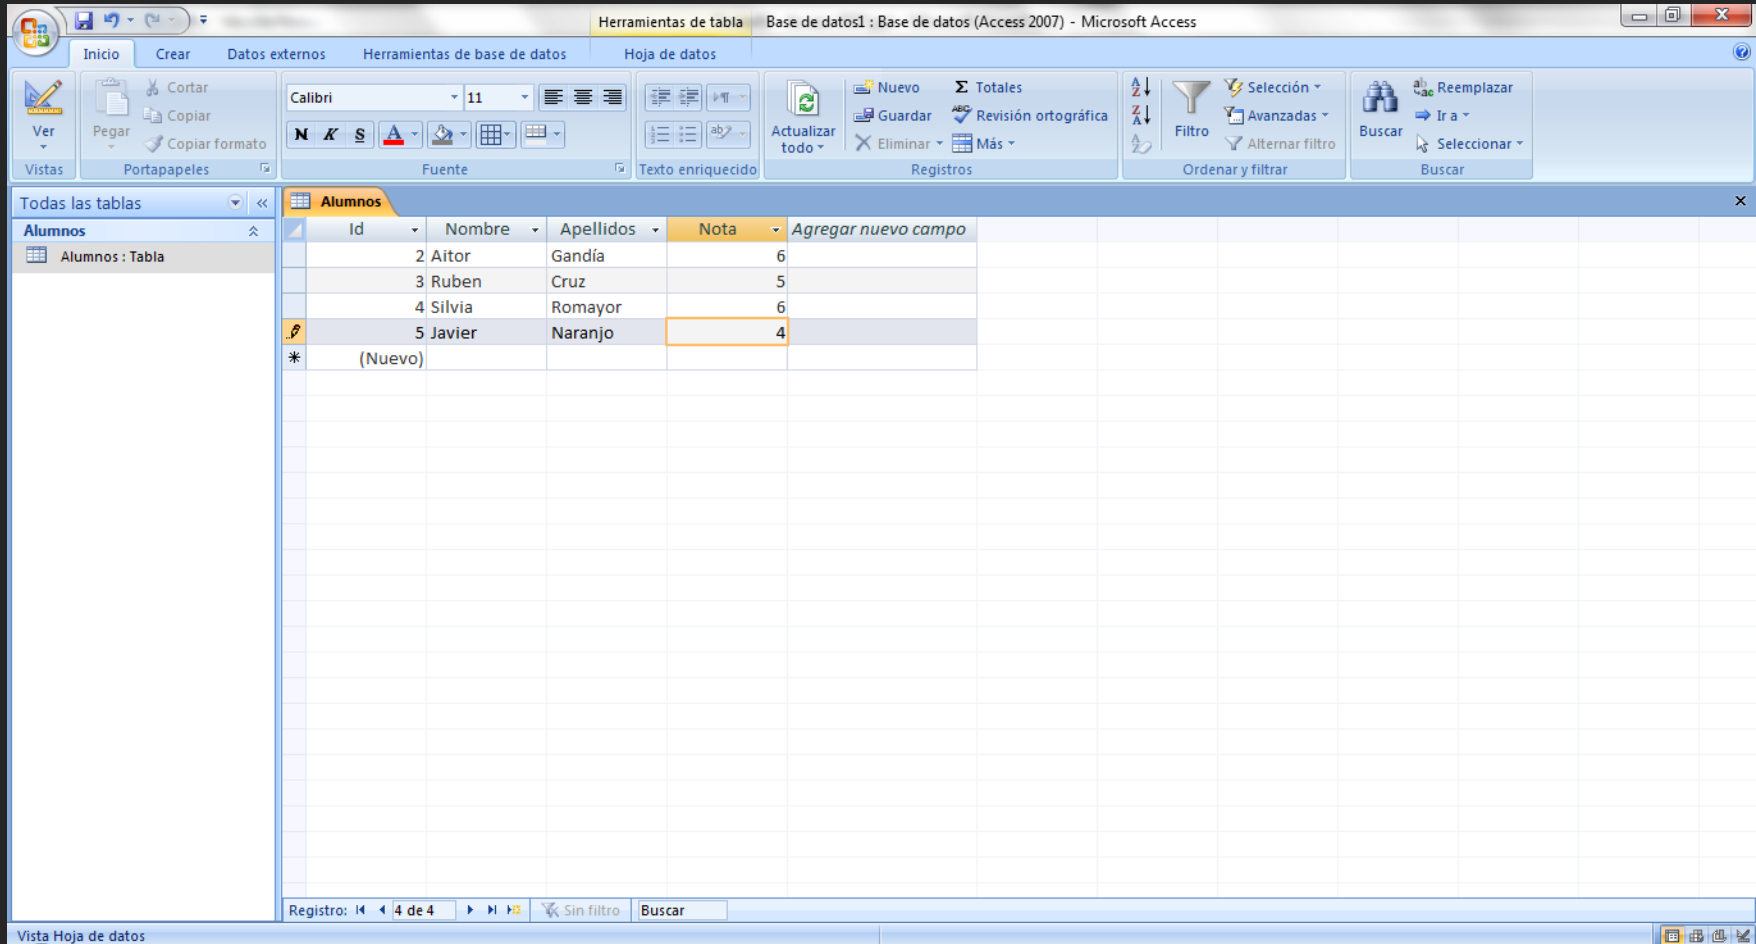 Herramientas de tabla Base de datos1 : Base de datos (Access 2007) - Microsoft Access
Inicio Crear Datos externos Herramientas de base de datos Hoja de datos
Ver
Vistas
Pegar
Cortar
Copiar
Copiar formato
Portapapeles
Calibri 11
N K S A
Fuente
Texto enriquecido
Actualizar
todo
Nuevo
Guardar
Eliminar
Σ Totales
Revisión ortográfica
Más
Registros
Filtro
Selección
Avanzadas
Alternar filtro
Ordenar y filtrar
Buscar
Reemplazar
Ir a
Seleccionar
Buscar
Todas las tablas «
Alumnos
Alumnos : Tabla
Alumnos
Id Nombre Apellidos Nota Agregar nuevo campo
2 Aitor Gandía 6
3 Ruben Cruz 5
4 Silvia Romayor 6
5 Javier Naranjo 4
(Nuevo)
Registro: 4 de 4 Sin filtro Buscar
Vista Hoja de datos